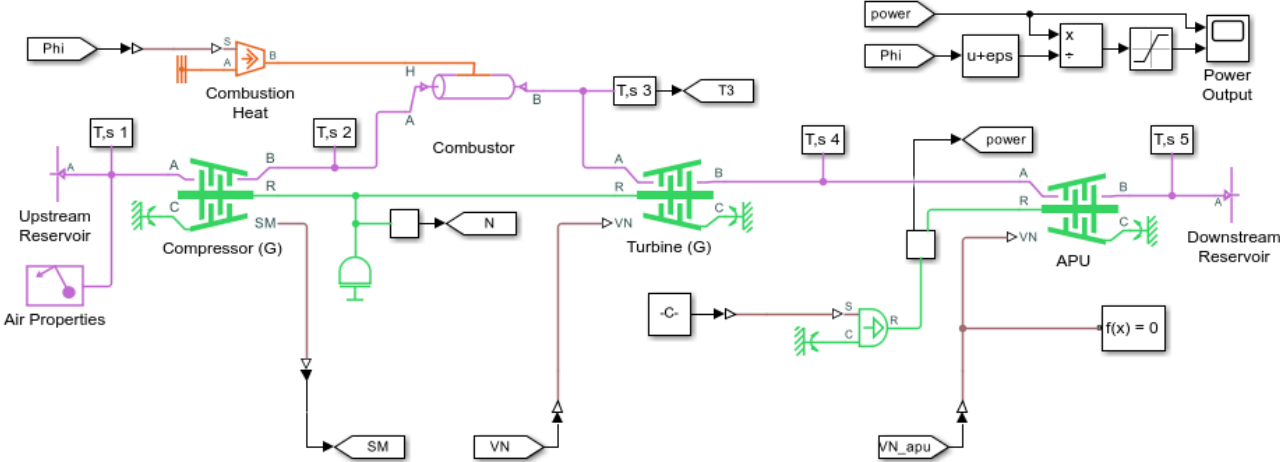 power
Phi
S
B
A
H
Combustion
Heat
A
B
T,s 3
T3
Combustor
Phi
u+eps
x
÷
Power
Output
T,s 1
T,s 2
T,s 4
power
T,s 5
A
Upstream
Reservoir
A
B
R
C
SM
Compressor (G)
N
A
B
R
C
VN
Turbine (G)
A
B
R
C
VN
APU
A
Downstream
Reservoir
Air Properties
-C-
S
C
R
f(x) = 0
SM
VN
VN_apu